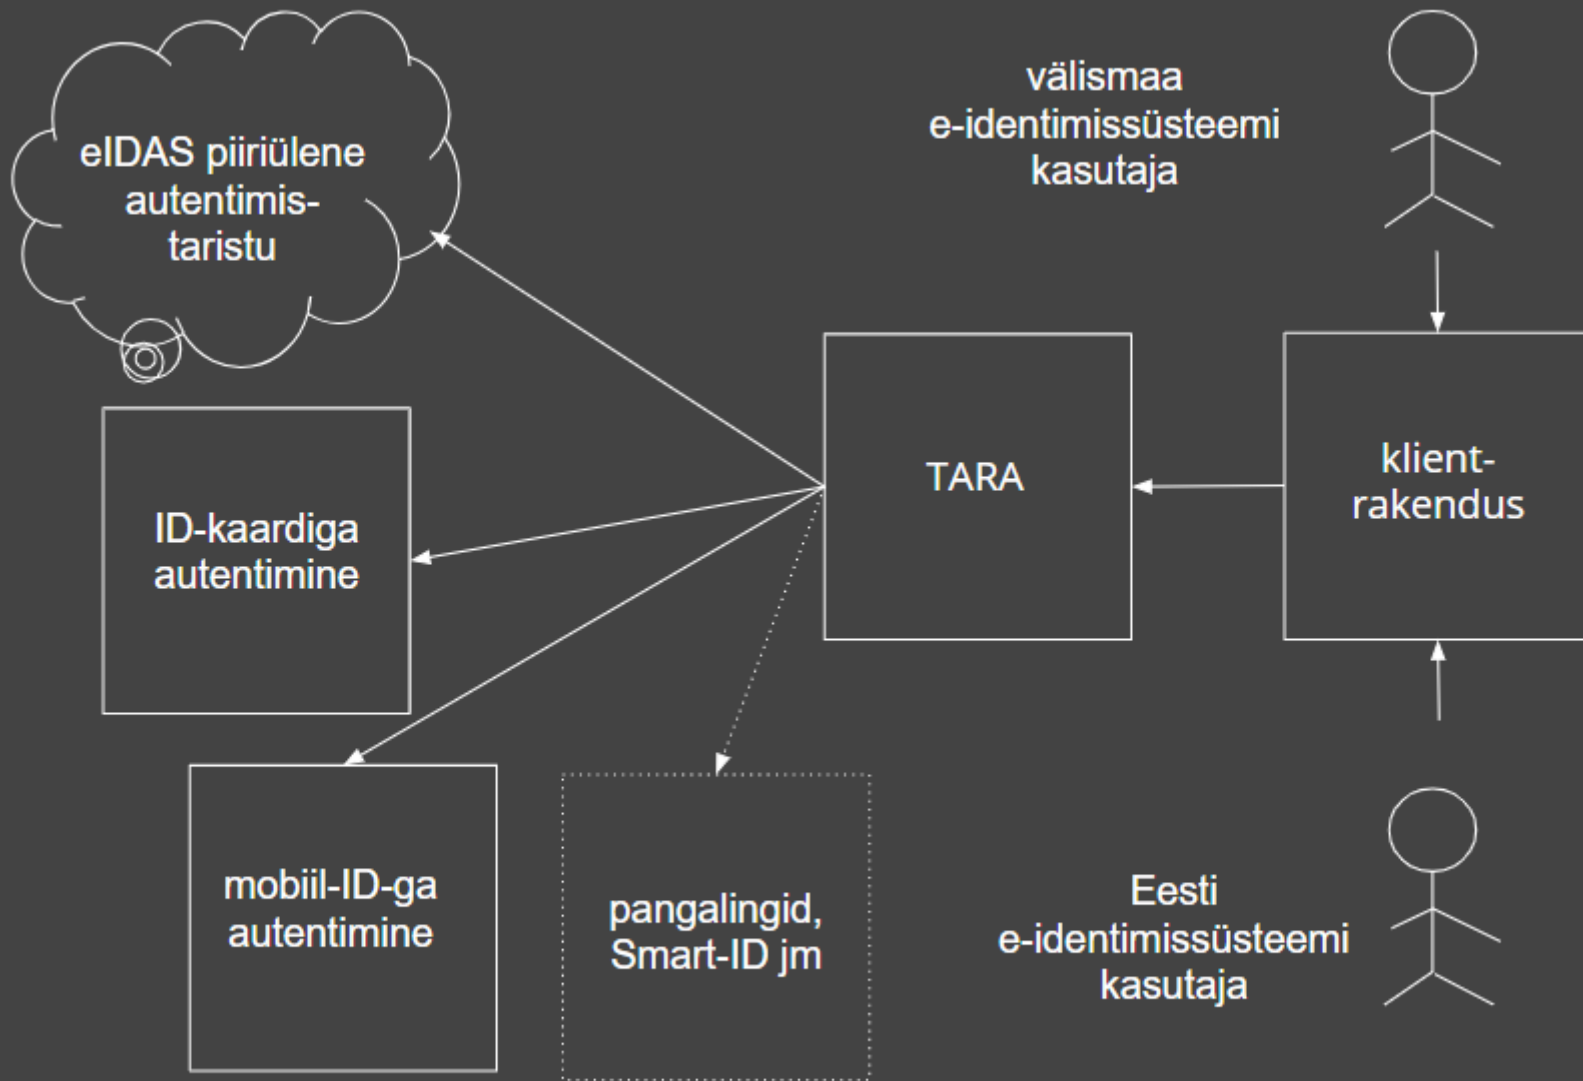 eIDAS piiriülene
autentimis-
taristu
välismaa
e-identimissüsteemi
kasutaja
ID-kaardiga
autentimine
TARA
klient-
rakendus
mobiil-ID-ga
autentimine
pangalingid,
Smart-ID jm
Eesti
e-identimissüsteemi
kasutaja